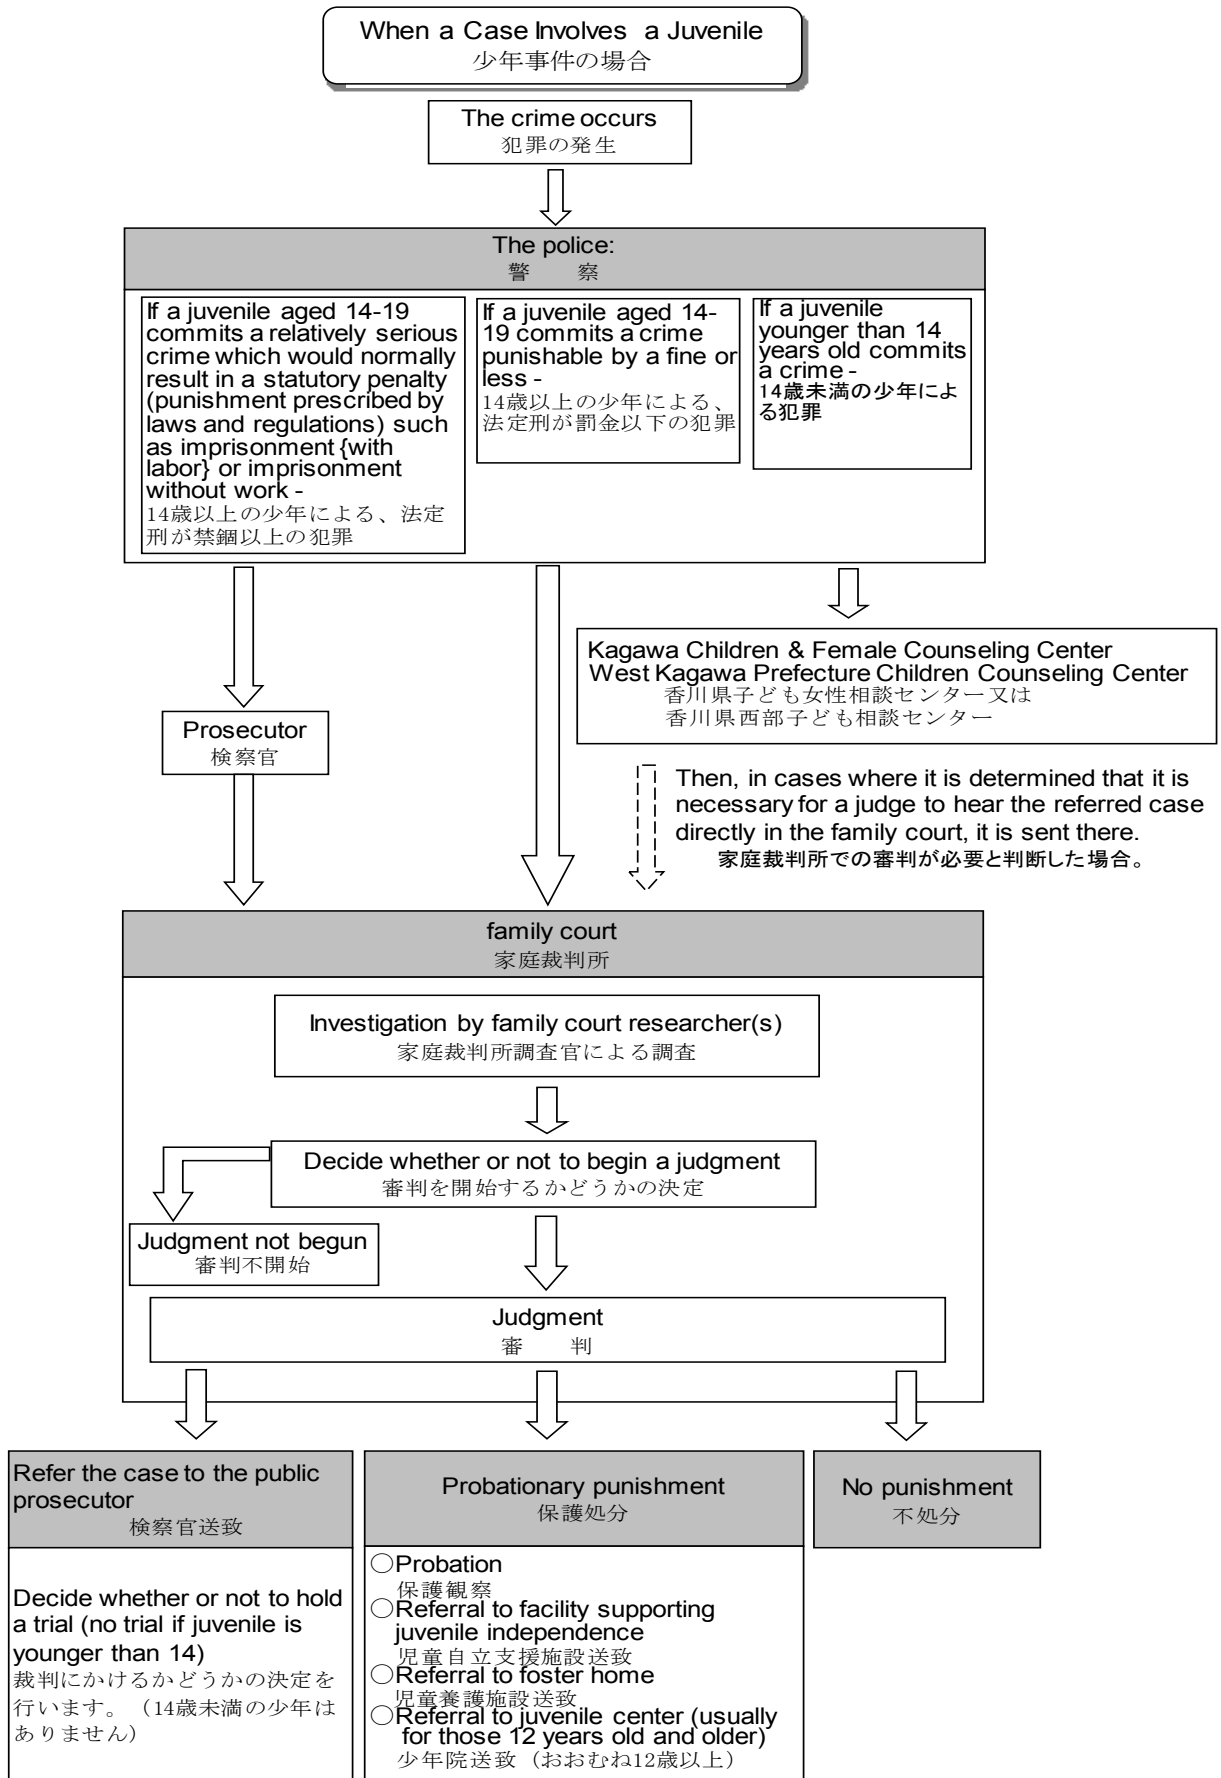 When a Case Involves a Juvenile
少年事件の場合
The crime occurs
犯罪の発生
The police:
警 察
If a juvenile aged 14-19
commits a relatively serious
crime which would normally
result in a statutory penalty
(punishment prescribed by
laws and regulations) such
as imprisonment {with
labor} or imprisonment
without work -
14歳以上の少年による、法定
刑が禁錮以上の犯罪
If a juvenile aged 14-
19 commits a crime
punishable by a fine or
less -
14歳以上の少年による、
法定刑が罰金以下の犯罪
If a juvenile
younger than 14
years old commits
a crime -
14歳未満の少年によ
る犯罪
Kagawa Children & Female Counseling Center
West Kagawa Prefecture Children Counseling Center
香川県子ども女性相談センター又は
香川県西部子ども相談センター
Prosecutor
検察官
Then, in cases where it is determined that it is
necessary for a judge to hear the referred case
directly in the family court, it is sent there.
家庭裁判所での審判が必要と判断した場合。
family court
家庭裁判所
Investigation by family court researcher(s)
家庭裁判所調査官による調査
Decide whether or not to begin a judgment
審判を開始するかどうかの決定
Judgment not begun
審判不開始
Judgment
審 判
Refer the case to the public
prosecutor
検察官送致
Decide whether or not to hold
a trial (no trial if juvenile is
younger than 14)
裁判にかけるかどうかの決定を
行います。（14歳未満の少年は
ありません）
Probationary punishment
保護処分
○Probation
保護観察
○Referral to facility supporting
juvenile independence
児童自立支援施設送致
○Referral to foster home
児童養護施設送致
○Referral to juvenile center (usually
for those 12 years old and older)
少年院送致（おおむね12歳以上）
No punishment
不処分